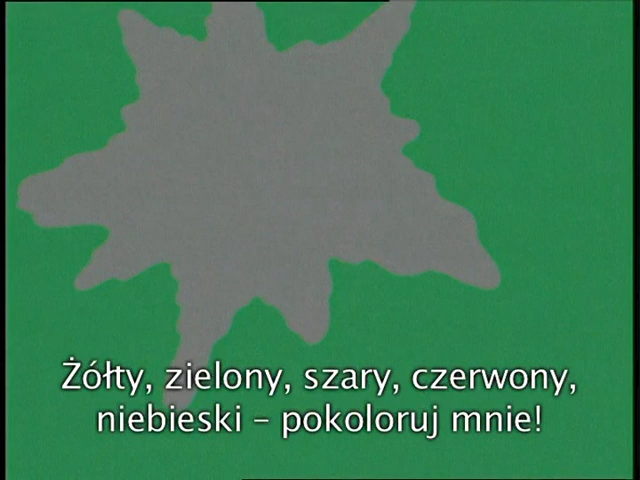 Żółty, zielony, szary, czerwony,
niebieski – pokoloruj mnie!